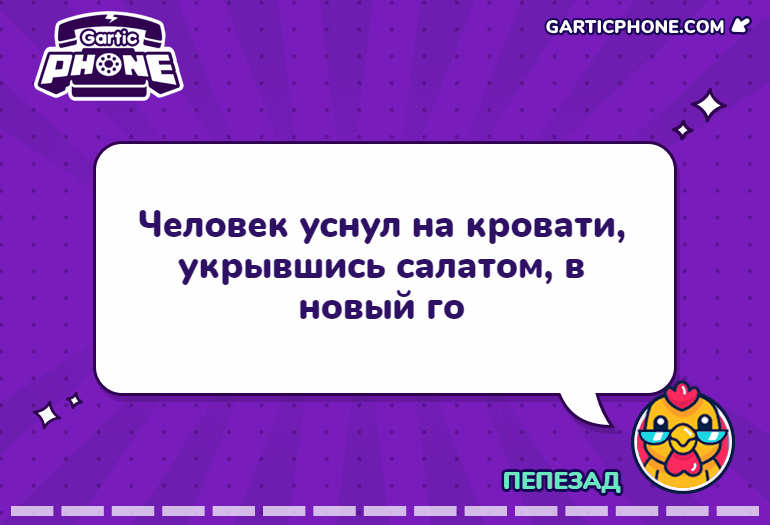 Gartic
PHONE
GARTICPHONE.COM
Человек уснул на кровати,
укрывшись салатом, в
новый го
ПЕПЕЗАД